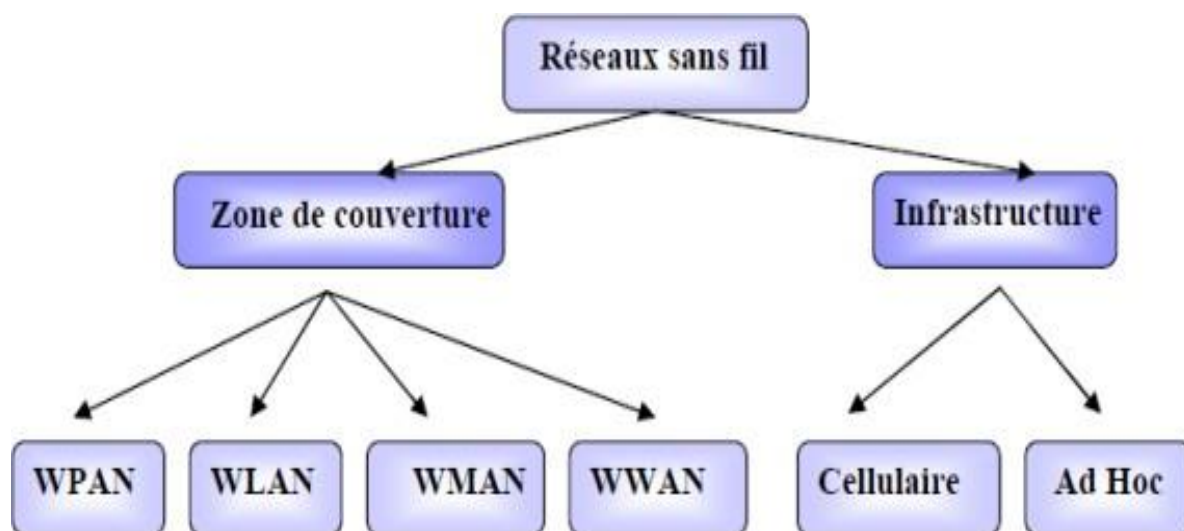 Réseaux sans fil
Zone de couverture
Infrastructure
WPAN
WLAN
WMAN
WWAN
Cellulaire
Ad Hoc